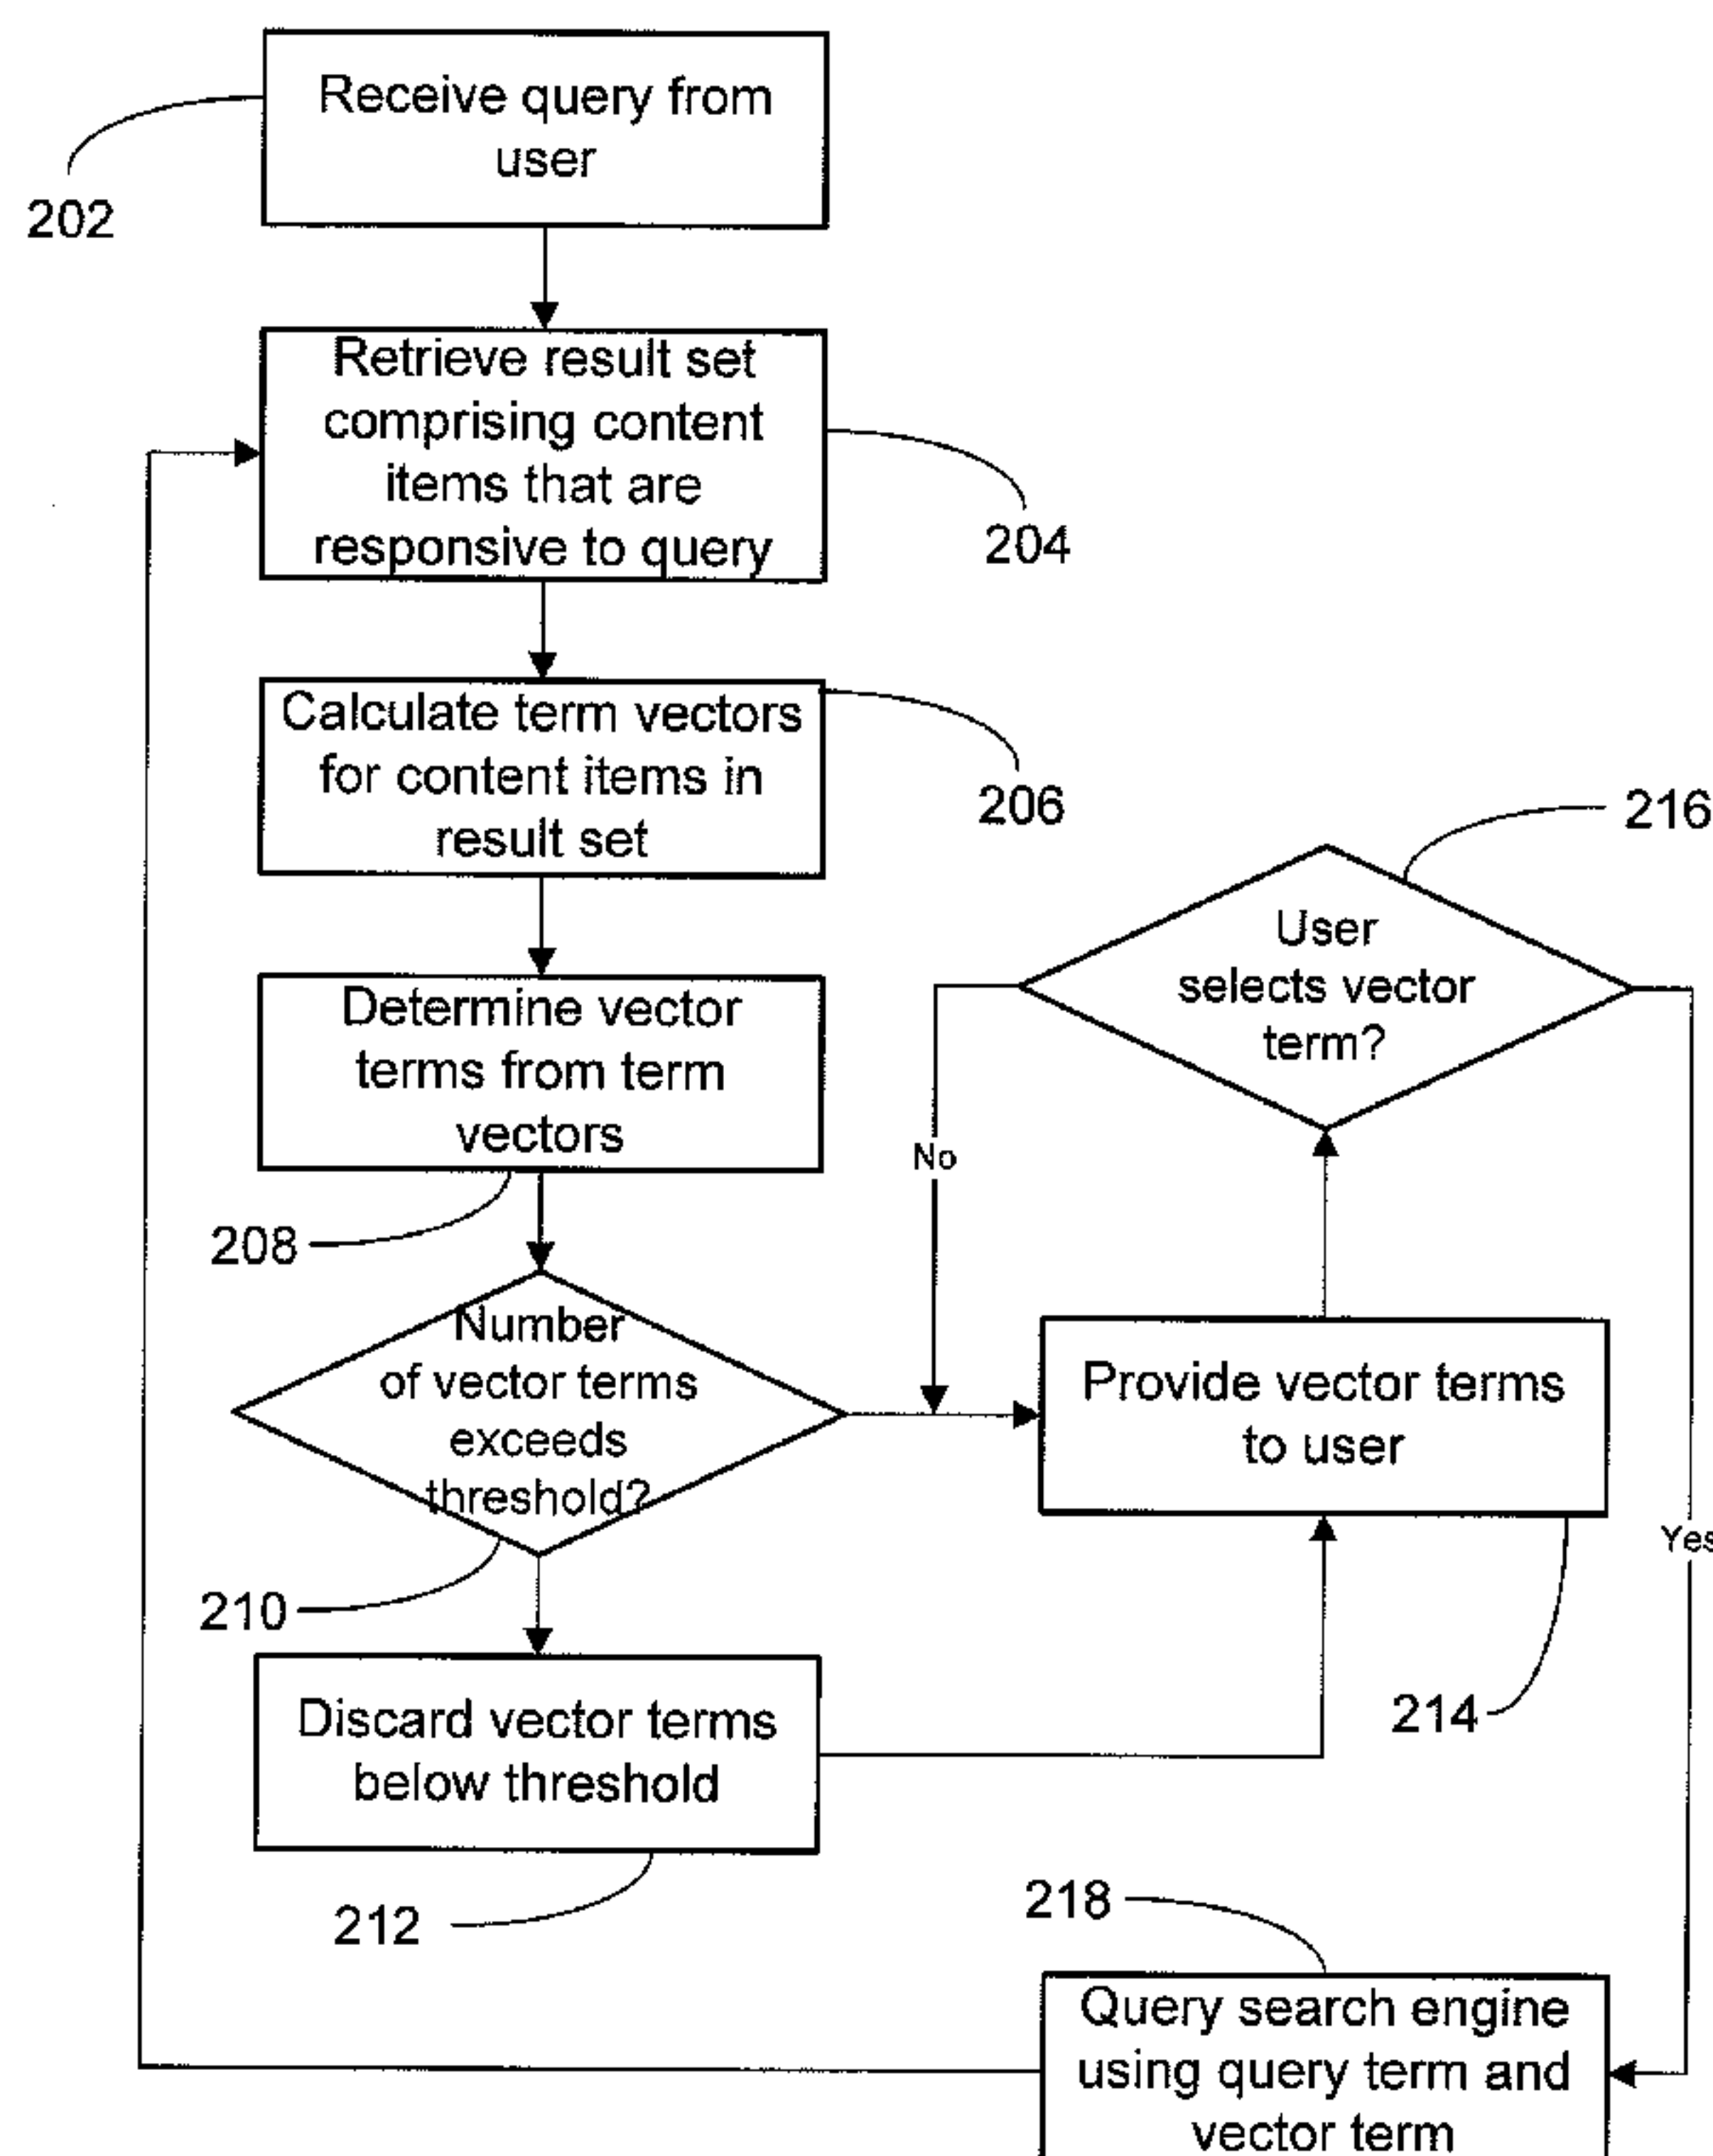 Receive query from
user
202
Retrieve result set
comprising content
items that are
responsive to query
204
Calculate term vectors
for content items in
result set
206
216
User
selects vector
term?
Determine vector
terms from term
vectors
No
208
Number
of vector terms
exceeds
threshold?
Provide vector terms
to user
Yes
210
Discard vector terms
below threshold
214
212
218
Query search engine
using query term and
vector term